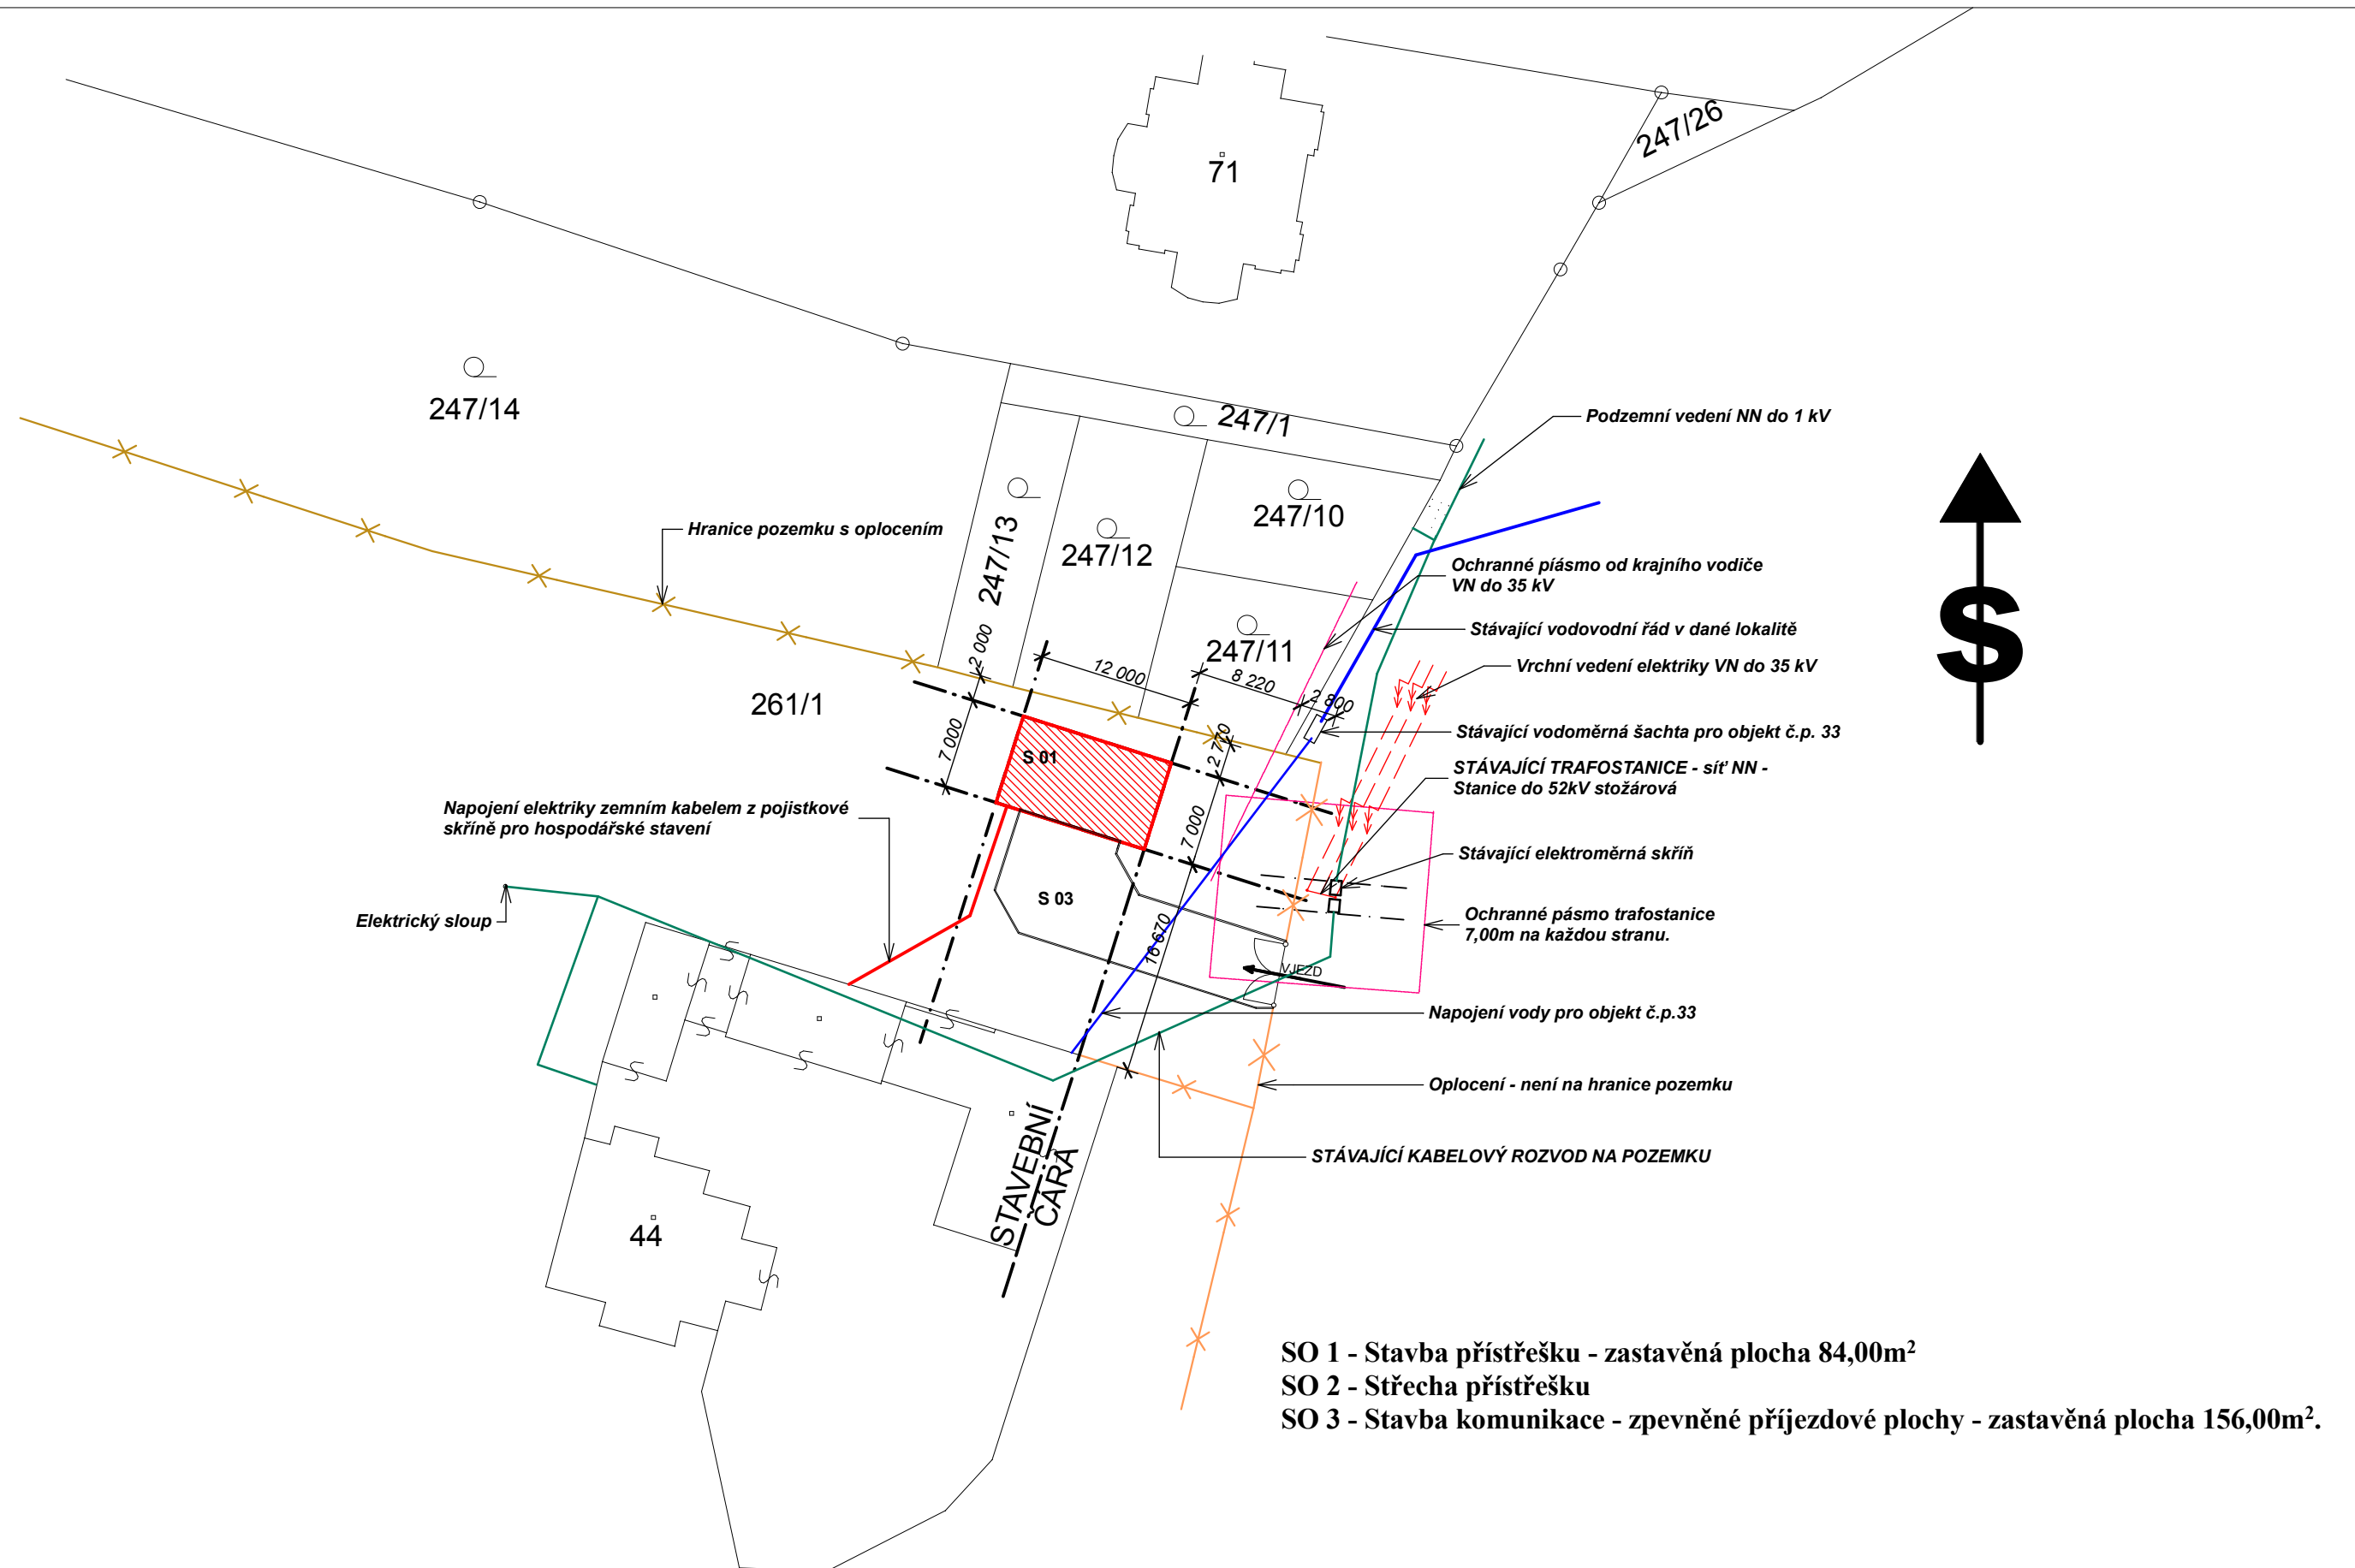 71
247/26
247/14
247/1
Podzemní vedení NN do 1 kV
247/10
Hranice pozemku s oplocením
247/13
247/12
Ochranné piásmo od krajního vodiče
VN do 35 kV
S
Stávající vodovodní řád v dané lokalitě
247/11
2 000
12 000
8 220
2 800
Vrchní vedení elektriky VN do 35 kV
261/1
7 000
S 01
2 770
Stávající vodoměrná šachta pro objekt č.p. 33
STÁVAJÍCÍ TRAFOSTANICE - síť NN -
Stanice do 52kV stožárová
Napojení elektriky zemním kabelem z pojistkové
skříně pro hospodářské stavení
7 000
Stávající elektroměrná skříň
S 03
Elektrický sloup
Ochranné pásmo trafostanice
7,00m na každou stranu.
16 670
VJEZD
Napojení vody pro objekt č.p.33
Oplocení - není na hranice pozemku
STAVEBNÍ
ČÁRA
STÁVAJÍCÍ KABELOVÝ ROZVOD NA POZEMKU
44
SO 1 - Stavba přístřešku - zastavěná plocha 84,00m²
SO 2 - Střecha přístřešku
SO 3 - Stavba komunikace - zpevněné příjezdové plochy - zastavěná plocha 156,00m².